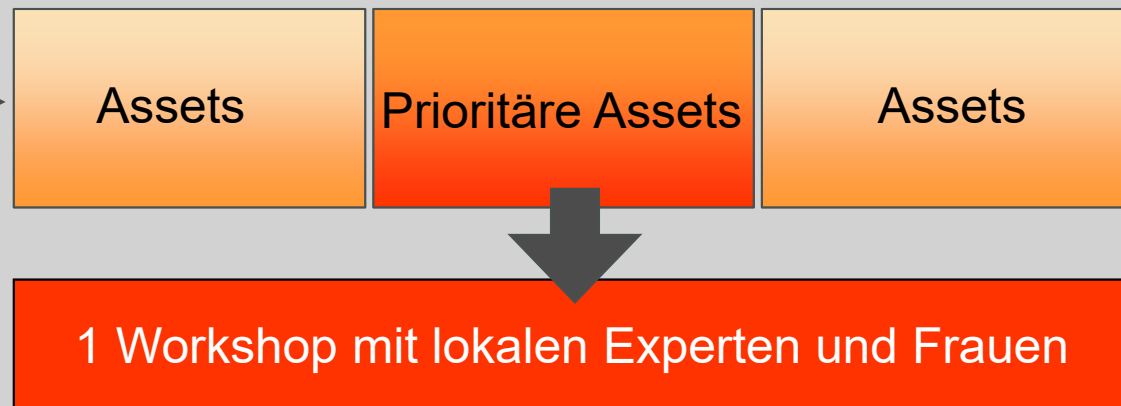 Assets
Prioritäre Assets
Assets
1 Workshop mit lokalen Experten und Frauen